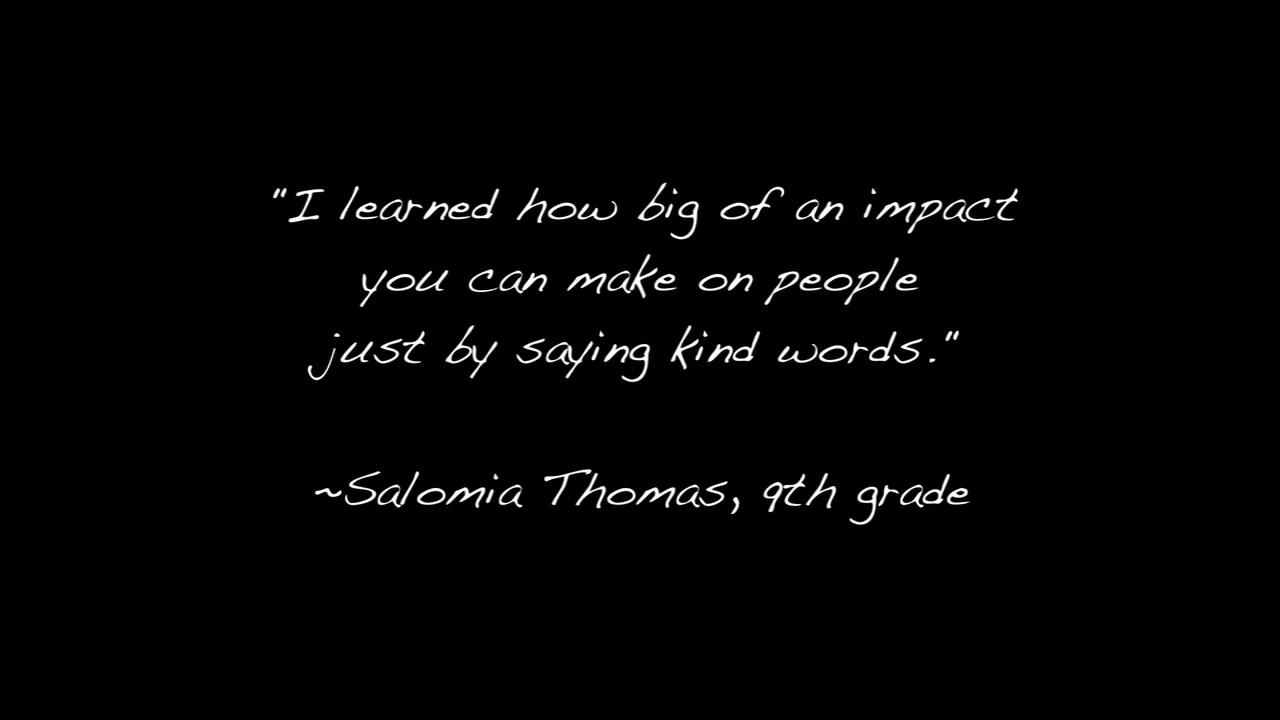 "I learned how big of an impact
you can make on people
just by saying kind words."
~Salomia Thomas, 9th grade